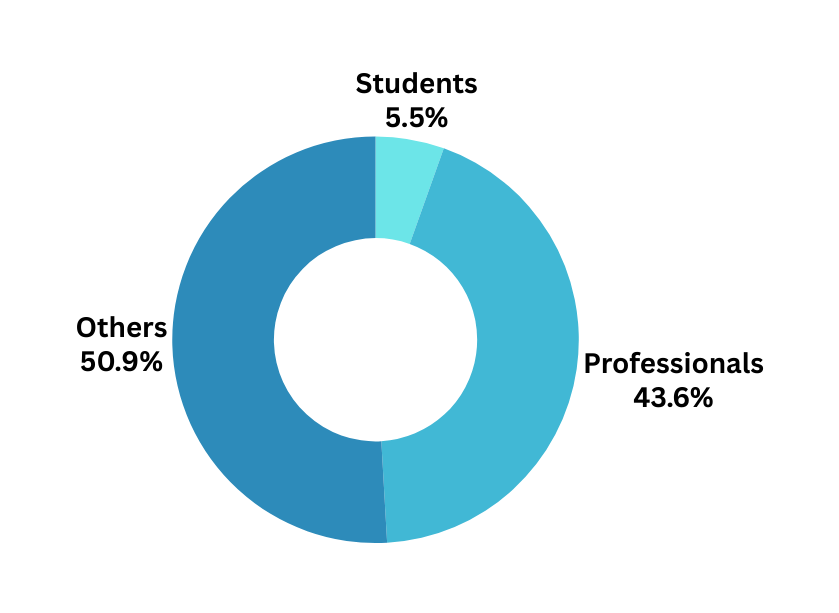 Students
5.5%
Others
50.9%
Professionals
43.6%